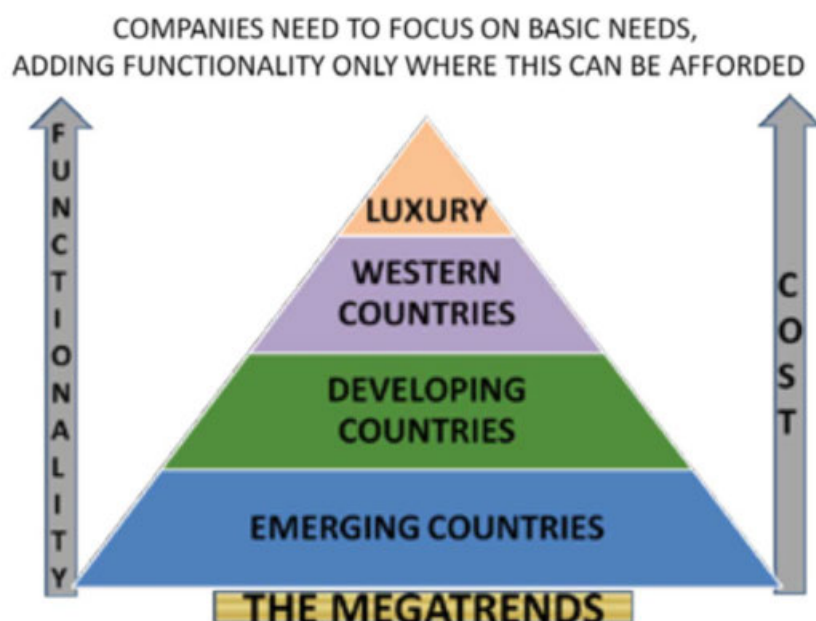 COMPANIES NEED TO FOCUS ON BASIC NEEDS,
ADDING FUNCTIONALITY ONLY WHERE THIS CAN BE AFFORDED
FUNCTIONALITY
LUXURY
WESTERN
COUNTRIES
DEVELOPING
COUNTRIES
EMERGING COUNTRIES
COST
THE MEGATRENDS